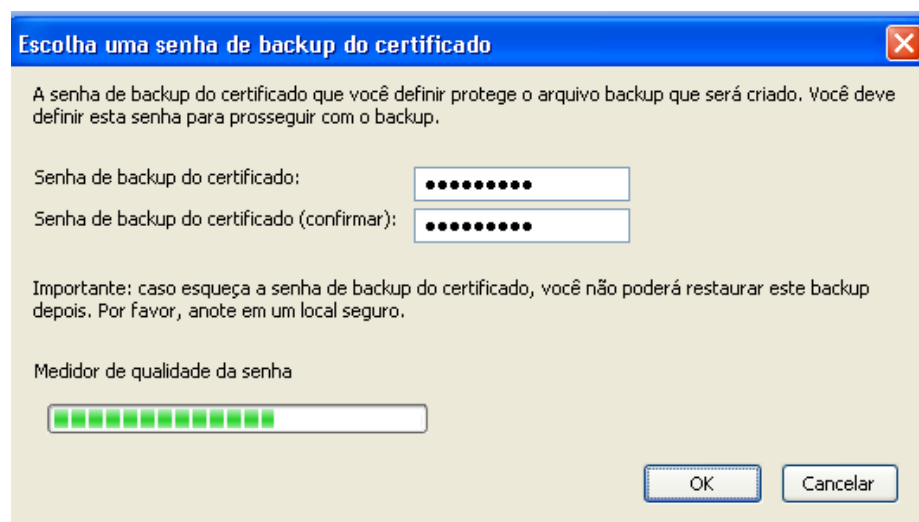 Escolha uma senha de backup do certificado
A senha de backup do certificado que você definir protege o arquivo backup que será criado. Você deve
definir esta senha para prosseguir com o backup.
Senha de backup do certificado:
Senha de backup do certificado (confirmar):
Importante: caso esqueça a senha de backup do certificado, você não poderá restaurar este backup
depois. Por favor, anote em um local seguro.
Medidor de qualidade da senha
OK Cancelar